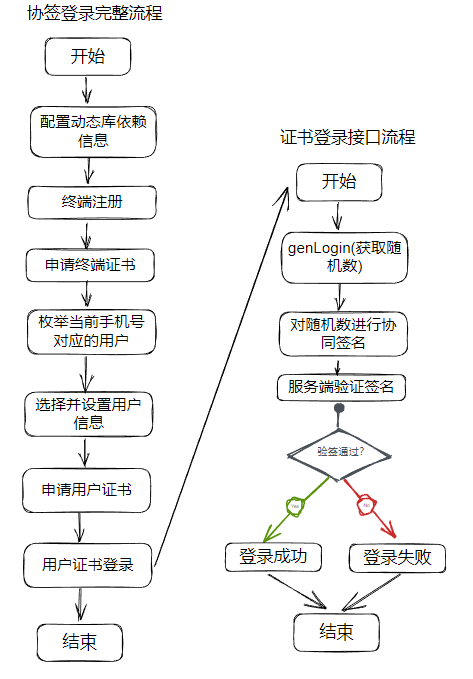 协签登录完整流程
开始
配置动态库依赖
信息
终端注册
申请终端证书
枚举当前手机号
对应的用户
选择并设置用户
信息
申请用户证书
用户证书登录
结束
证书登录接口流程
开始
genLogin(获取随
机数)
对随机数进行协
同签名
服务端验证签名
验签通过?
Yes
No
登录成功
登录失败
结束